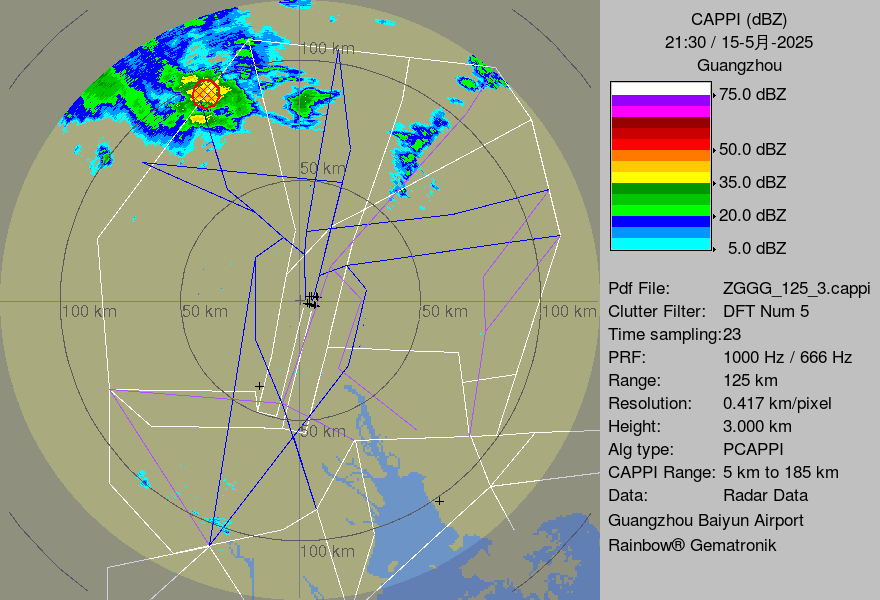 CAPPI (dBZ)
21:30 / 15-5月-2025
Guangzhou
75.0 dBZ
50.0 dBZ
35.0 dBZ
20.0 dBZ
5.0 dBZ
Pdf File: ZGGG_125_3.cappi
Clutter Filter: DFT Num 5
Time sampling:23
PRF: 1000 Hz / 666 Hz
Range: 125 km
Resolution: 0.417 km/pixel
Height: 3.000 km
Alg type: PCAPPI
CAPPI Range: 5 km to 185 km
Data: Radar Data
Guangzhou Baiyun Airport
Rainbow® Gematronik
100 km
50 km
100 km
50 km
50 km
100 km
50 km
100 km